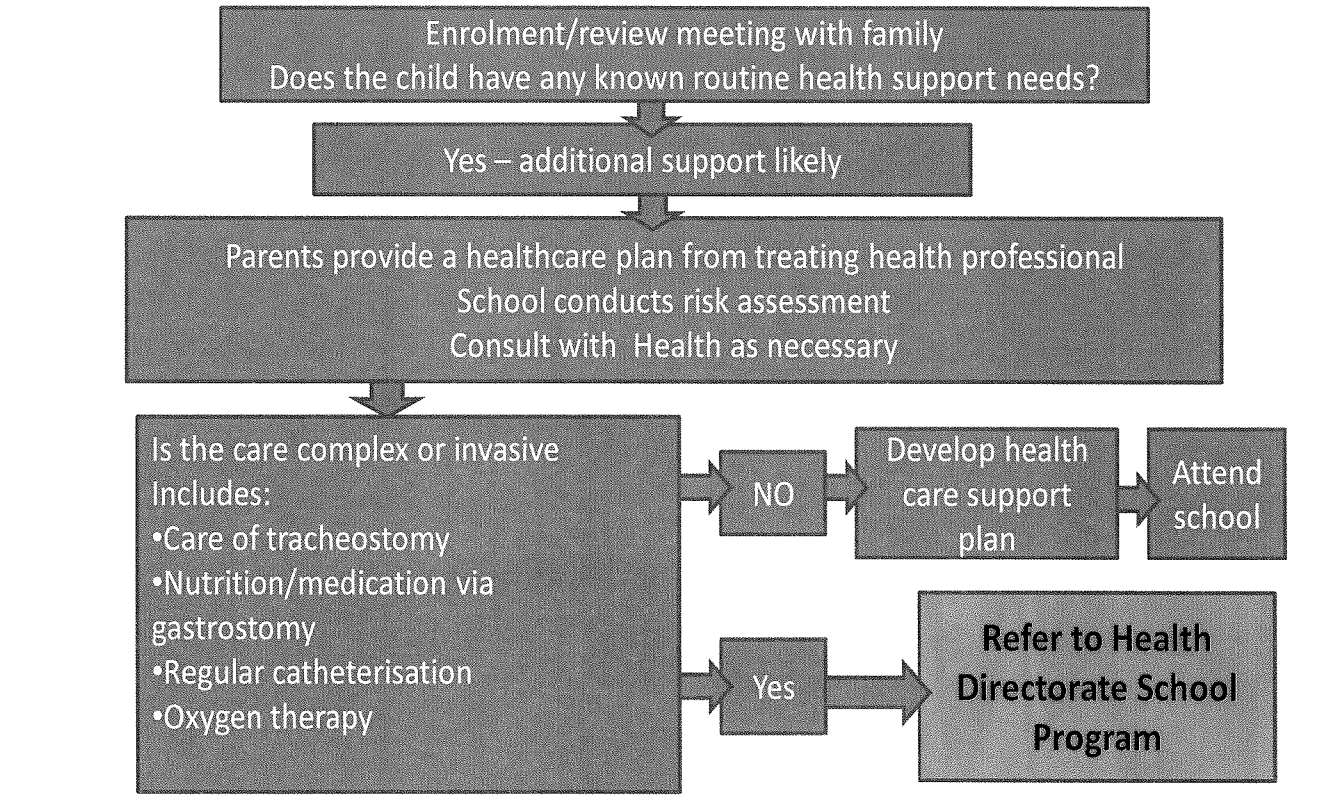 Enrolment/review meeting with family
Does the child have any known routine health support needs?
Yes – additional support likely
Parents provide a healthcare plan from treating health professional
School conducts risk assessment
Consult with Health as necessary
Is the care complex or invasive
Includes:
•Care of tracheostomy
•Nutrition/medication via
gastrostomy
•Regular catheterisation
•Oxygen therapy
NO
Develop health
care support
plan
Attend
school
Yes
Refer to Health
Directorate School
Program